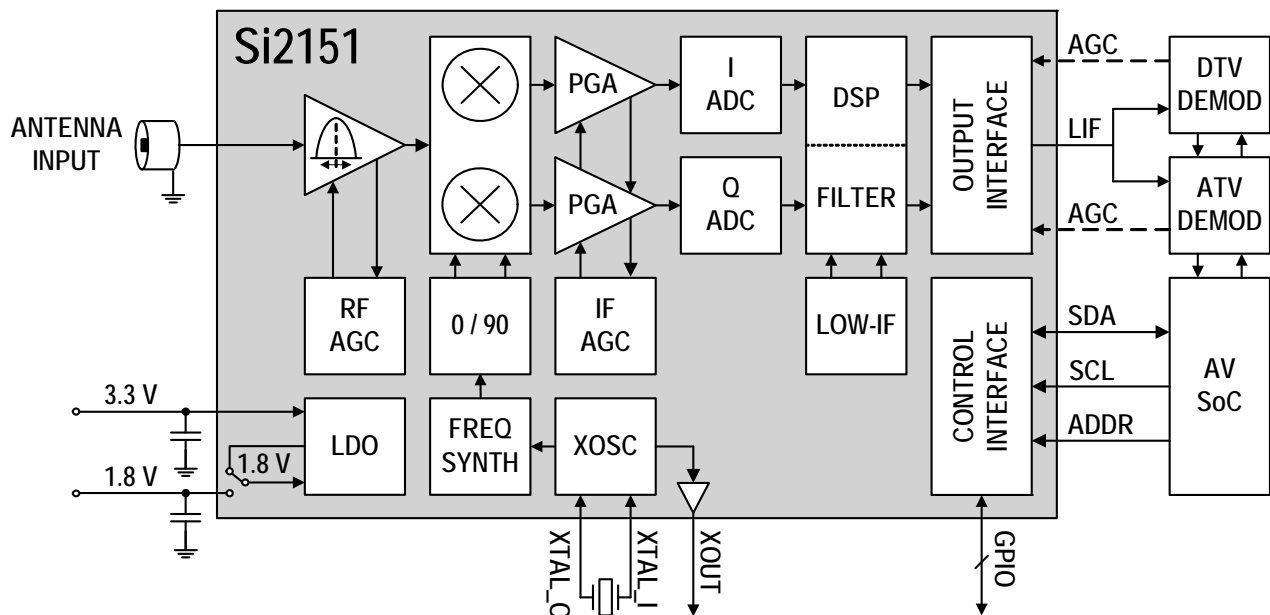 Si2151
ANTENNA
INPUT
PGA
PGA
I
ADC
Q
ADC
DSP
FILTER
OUTPUT
INTERFACE
AGC
LIF
AGC
DTV
DEMOD
ATV
DEMOD
RF
AGC
0 / 90
IF
AGC
LOW-IF
CONTROL
INTERFACE
SDA
SCL
ADDR
AV
SoC
3.3 V
1.8 V
1.8 V
LDO
FREQ
SYNTH
XOSC
XTAL_O
XTAL_I
XOUT
GPIO